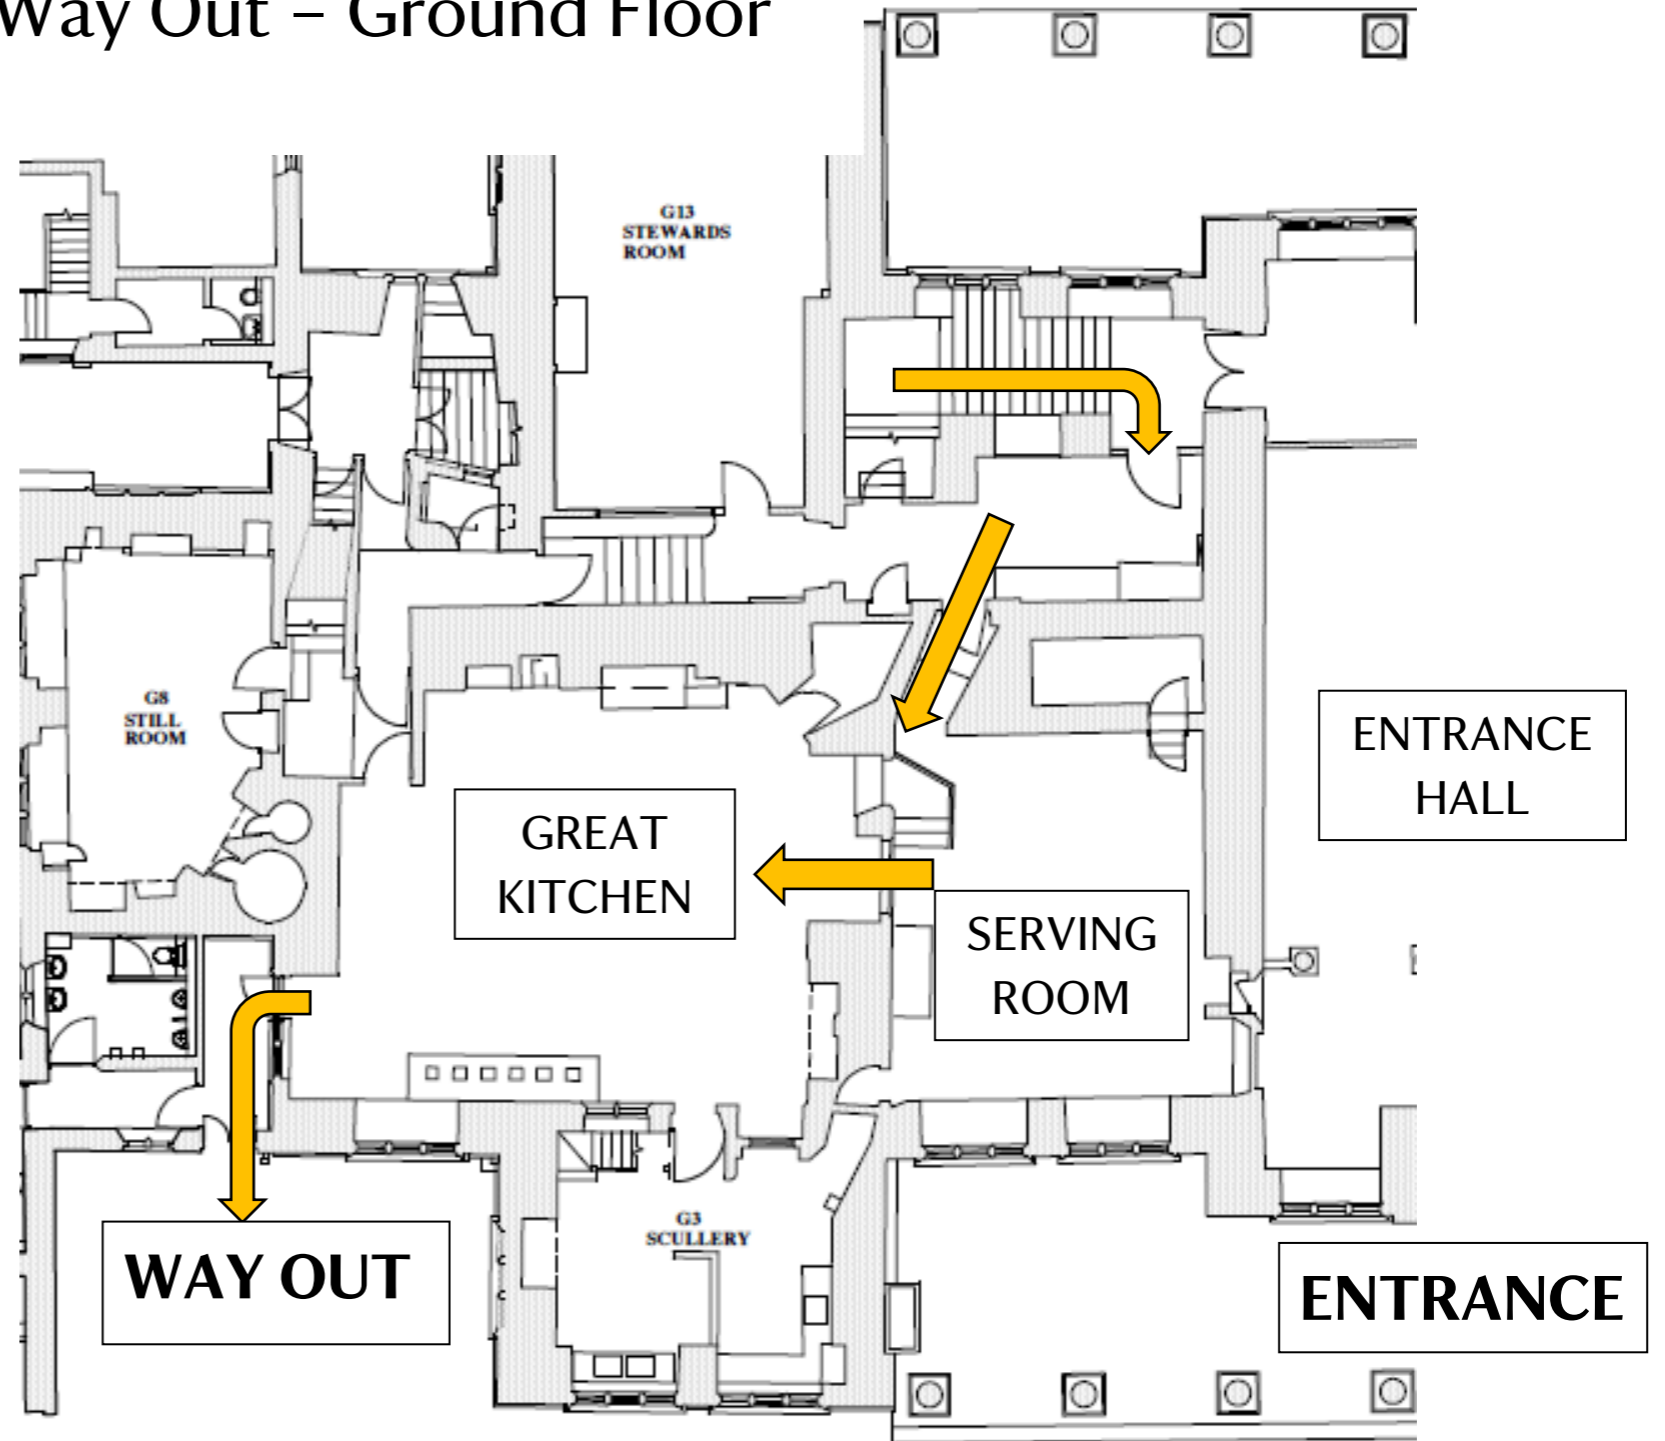 Way Out – Ground Floor
G13
STEWARDS
ROOM
G8
STILL
ROOM
ENTRANCE
HALL
GREAT
KITCHEN
SERVING
ROOM
G3
SCULLERY
WAY OUT
ENTRANCE